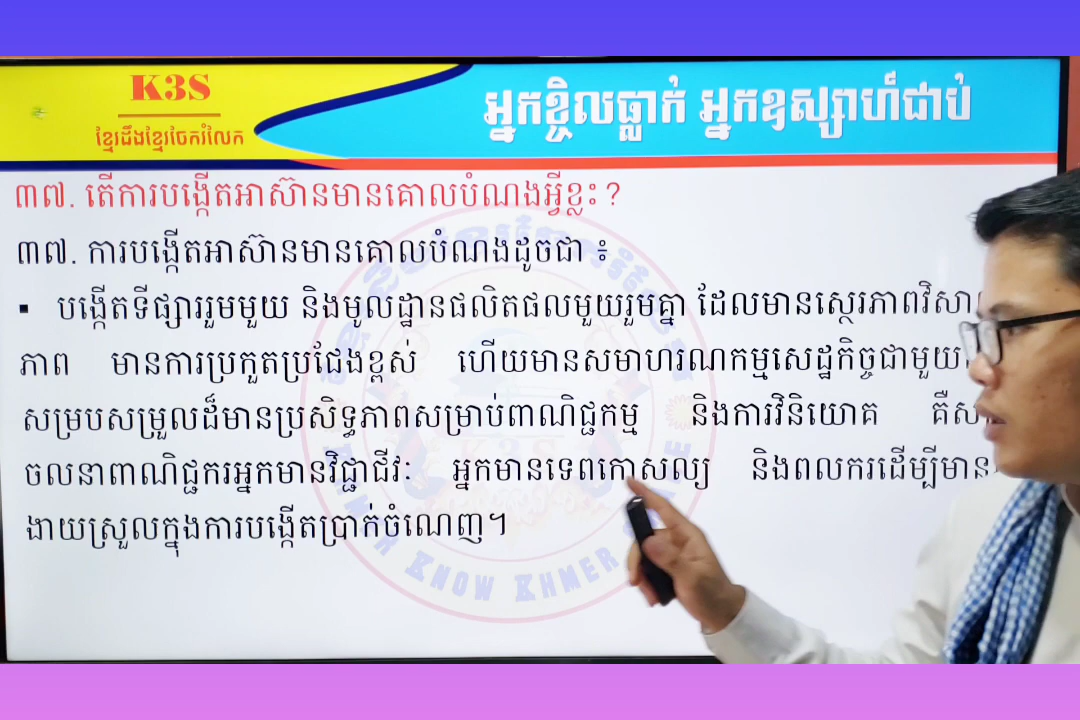 K3S
ខ្មែរដឹងខ្មែរចែករំលែក
អ្នកខ្ជិលធ្លាក់ អ្នកឧស្សាហ៍ជាប់
៣៧. តើការបង្កើតអាស៊ានមានគោលបំណងអ្វីខ្លះ?
៣៧. ការបង្កើតអាស៊ានមានគោលបំណងដូចជា ៖
▪ បង្កើតទីផ្សាររួមមួយ និងមូលដ្ឋានផលិតផលមួយរួមគ្នា ដែលមានស្ថេរភាពវិសាល
ភាព មានការប្រកួតប្រជែងខ្ពស់ ហើយមានសមាហរណកម្មសេដ្ឋកិច្ចជាមួយ
សម្របសម្រួលដ៏មានប្រសិទ្ធភាពសម្រាប់ពាណិជ្ជកម្ម និងការវិនិយោគ គឺ
ចលនាពាណិជ្ជករអ្នកមានវិជ្ជាជីវៈ អ្នកមានទេពកោសល្យ និងពលករដើម្បីមាន
ងាយស្រួលក្នុងការបង្កើតប្រាក់ចំណេញ។
KNOW KHMER